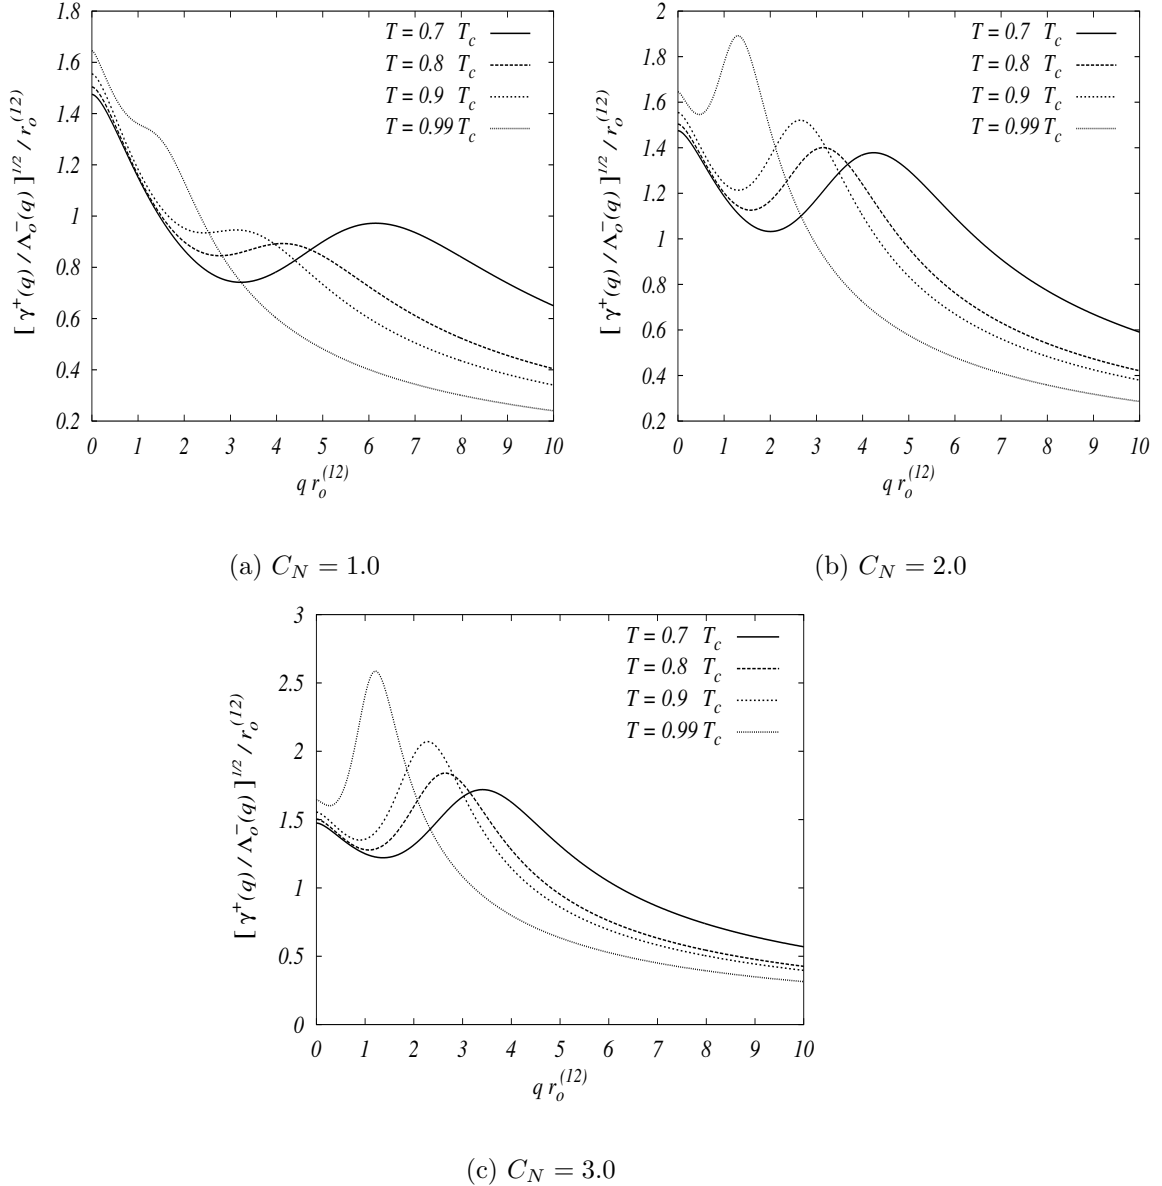 1.8
1.6
1.4
1.2
1
0.8
0.6
0.4
0.2
0 1 2 3 4 5 6 7 8 9 10
[ γ⁺(q) / Λₒ⁻(q) ]^{1/2} / rₒ^{(12)}
q rₒ^{(12)}
T = 0.7 T_c
T = 0.8 T_c
T = 0.9 T_c
T = 0.99 T_c
(a) C_N = 1.0
2
1.8
1.6
1.4
1.2
1
0.8
0.6
0.4
0.2
0 1 2 3 4 5 6 7 8 9 10
[ γ⁺(q) / Λₒ⁻(q) ]^{1/2} / rₒ^{(12)}
q rₒ^{(12)}
T = 0.7 T_c
T = 0.8 T_c
T = 0.9 T_c
T = 0.99 T_c
(b) C_N = 2.0
3
2.5
2
1.5
1
0.5
0
0 1 2 3 4 5 6 7 8 9 10
[ γ⁺(q) / Λₒ⁻(q) ]^{1/2} / rₒ^{(12)}
q rₒ^{(12)}
T = 0.7 T_c
T = 0.8 T_c
T = 0.9 T_c
T = 0.99 T_c
(c) C_N = 3.0